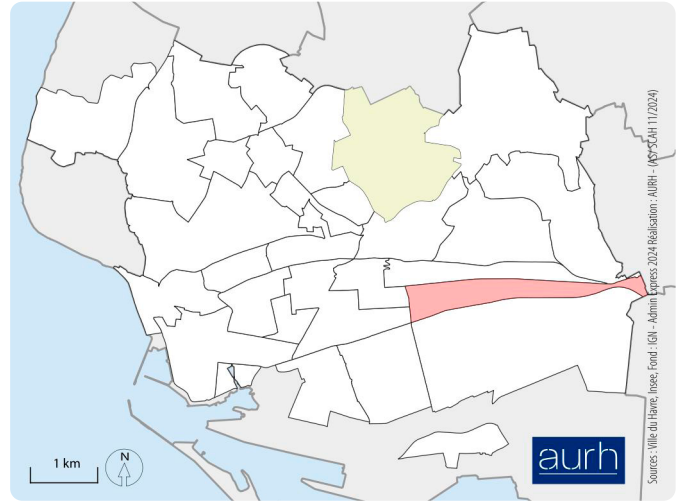 Sources : Ville du Havre, Insee, Fond : IGN - Admin Express 2024 Réalisation : AURH - (AS / SCAH 11/2024)
1 km
N
aurh